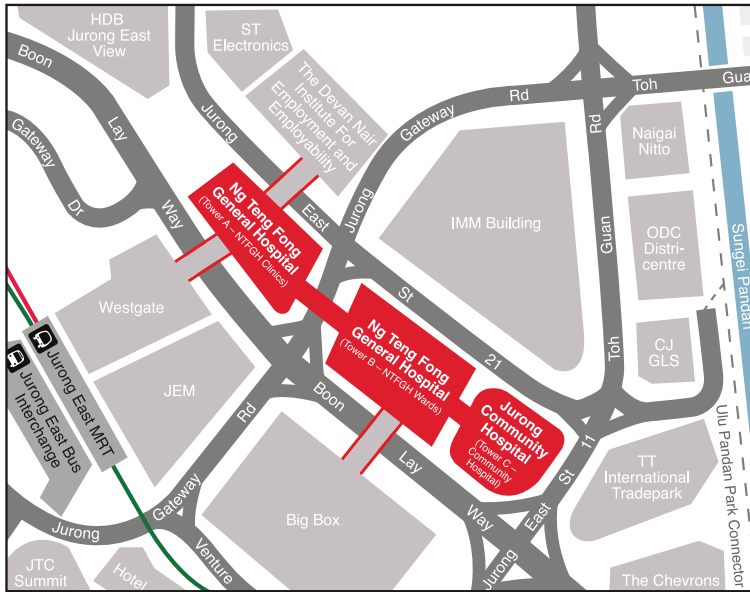 HDB
Jurong East
View
ST
Electronics
The Devan Nair
Institute For
Employment and
Employability
Boon
Lay
Way
Gateway
Dr
Jurong
East
St
21
Jurong
Gateway
Rd
Toh
Guan
Rd
Guan
Toh
Naigai
Nitto
ODC
Distri-
centre
CJ
GLS
Sungei Pandan
Ulu Pandan Park Connector
IMM Building
Ng Teng Fong
General Hospital
(Tower A – NTFGH Clinics)
Ng Teng Fong
General Hospital
(Tower B – NTFGH Wards)
Jurong
Community
Hospital
(Tower C –
Community
Hospital)
Westgate
JEM
Jurong East MRT
Jurong East Bus
Interchange
Boon
Lay
Way
Jurong
Gateway
Rd
Venture
Big Box
Jurong
East
St
11
TT
International
Tradepark
The Chevrons
JTC
Summit
Hotel